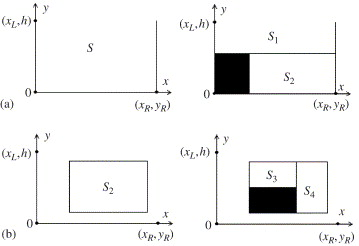 y
(x_L, h)
S
0
x
(x_R, y_R)
(a)
y
(x_L, h)
S_1
S_2
0
x
(x_R, y_R)
y
(x_L, h)
S_2
0
x
(x_R, y_R)
(b)
y
(x_L, h)
S_3
S_4
0
x
(x_R, y_R)